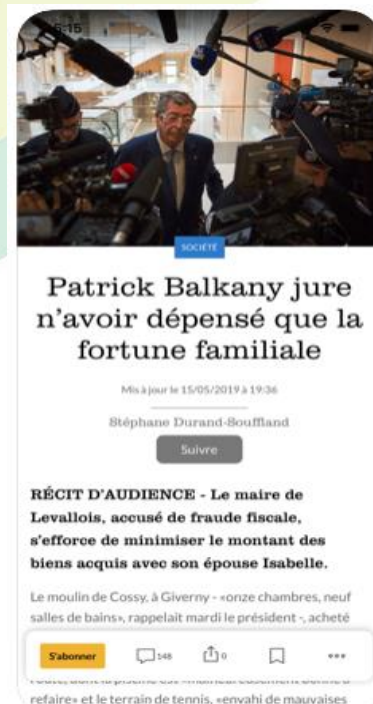 5:15
SOCIÉTÉ
Patrick Balkany jure
n'avoir dépensé que la
fortune familiale
Mis à jour le 15/05/2019 à 19:36
Stéphane Durand-Souffland
Suivre
RÉCIT D'AUDIENCE - Le maire de
Levallois, accusé de fraude fiscale,
s'efforce de minimiser le montant des
biens acquis avec son épouse Isabelle.
Le moulin de Cossy, à Giverny - «onze chambres, neuf
salles de bains», rappelait mardi le président -, acheté
S'abonner 148 0
refaire» et le terrain de tennis, «envahi de mauvaises